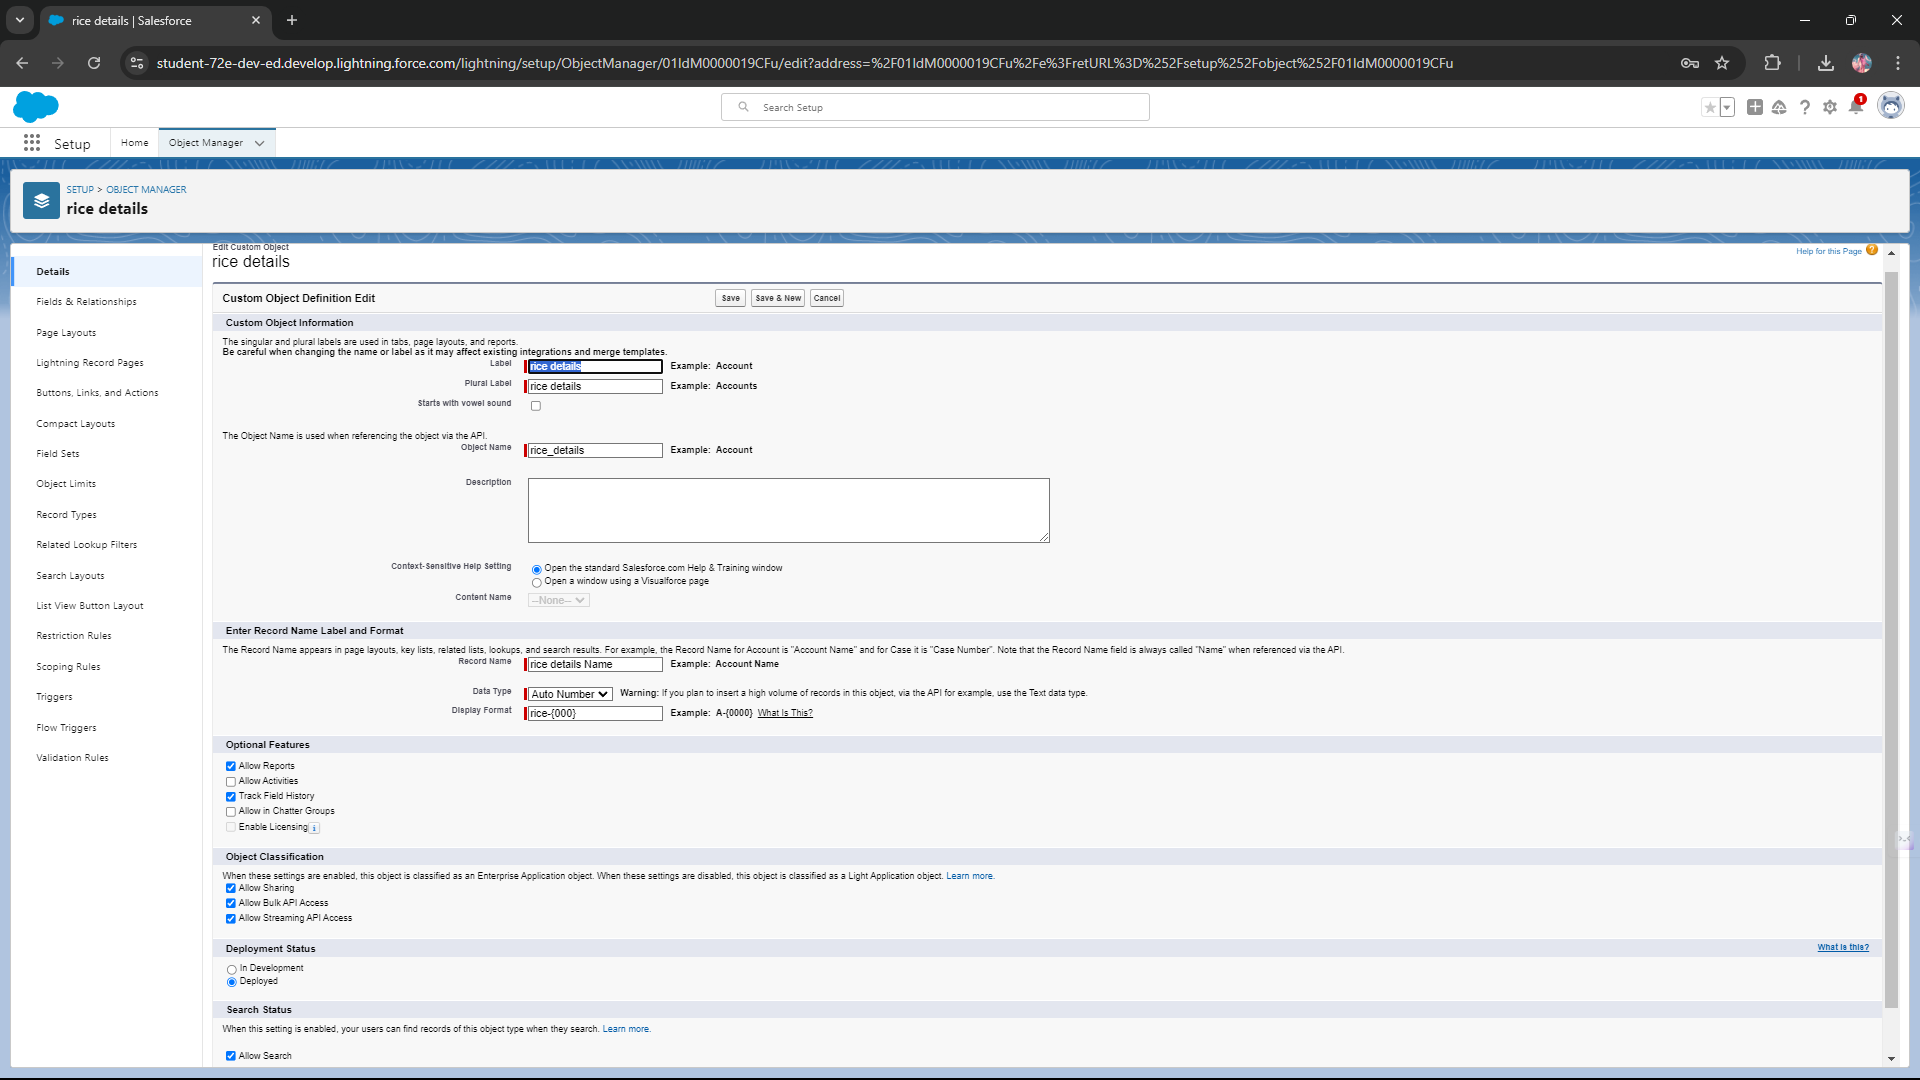 rice details | Salesforce
student-72e-dev-ed.develop.lightning.force.com/lightning/setup/ObjectManager/01IdM0000019CFu/edit?address=%2F01IdM0000019CFu%2Fe%3FretURL%3D%252Fsetup%252Fobject%252F01IdM0000019CFu
Search Setup
1
Setup
Home
Object Manager
SETUP > OBJECT MANAGER
rice details
Details
Fields & Relationships
Page Layouts
Lightning Record Pages
Buttons, Links, and Actions
Compact Layouts
Field Sets
Object Limits
Record Types
Related Lookup Filters
Search Layouts
List View Button Layout
Restriction Rules
Scoping Rules
Triggers
Flow Triggers
Validation Rules
Edit Custom Object
rice details
Help for this Page
Custom Object Definition Edit
Save
Save & New
Cancel
Custom Object Information
The singular and plural labels are used in tabs, page layouts, and reports.
Be careful when changing the name or label as it may affect existing integrations and merge templates.
Label rice details Example: Account
Plural Label rice details Example: Accounts
Starts with vowel sound
The Object Name is used when referencing the object via the API.
Object Name rice_details Example: Account
Description
Context-Sensitive Help Setting Open the standard Salesforce.com Help & Training window
Open a window using a Visualforce page
Content Name --None--
Enter Record Name Label and Format
The Record Name appears in page layouts, key lists, related lists, lookups, and search results. For example, the Record Name for Account is "Account Name" and for Case it is "Case Number". Note that the Record Name field is always called "Name" when referenced via the API.
Record Name rice details Name Example: Account Name
Data Type Auto Number Warning: If you plan to insert a high volume of records in this object, via the API for example, use the Text data type.
Display Format rice-{000} Example: A-{0000} What Is This?
Optional Features
Allow Reports
Allow Activities
Track Field History
Allow in Chatter Groups
Enable Licensing i
Object Classification
When these settings are enabled, this object is classified as an Enterprise Application object. When these settings are disabled, this object is classified as a Light Application object. Learn more.
Allow Sharing
Allow Bulk API Access
Allow Streaming API Access
Deployment Status
What is this?
In Development
Deployed
Search Status
When this setting is enabled, your users can find records of this object type when they search. Learn more.
Allow Search